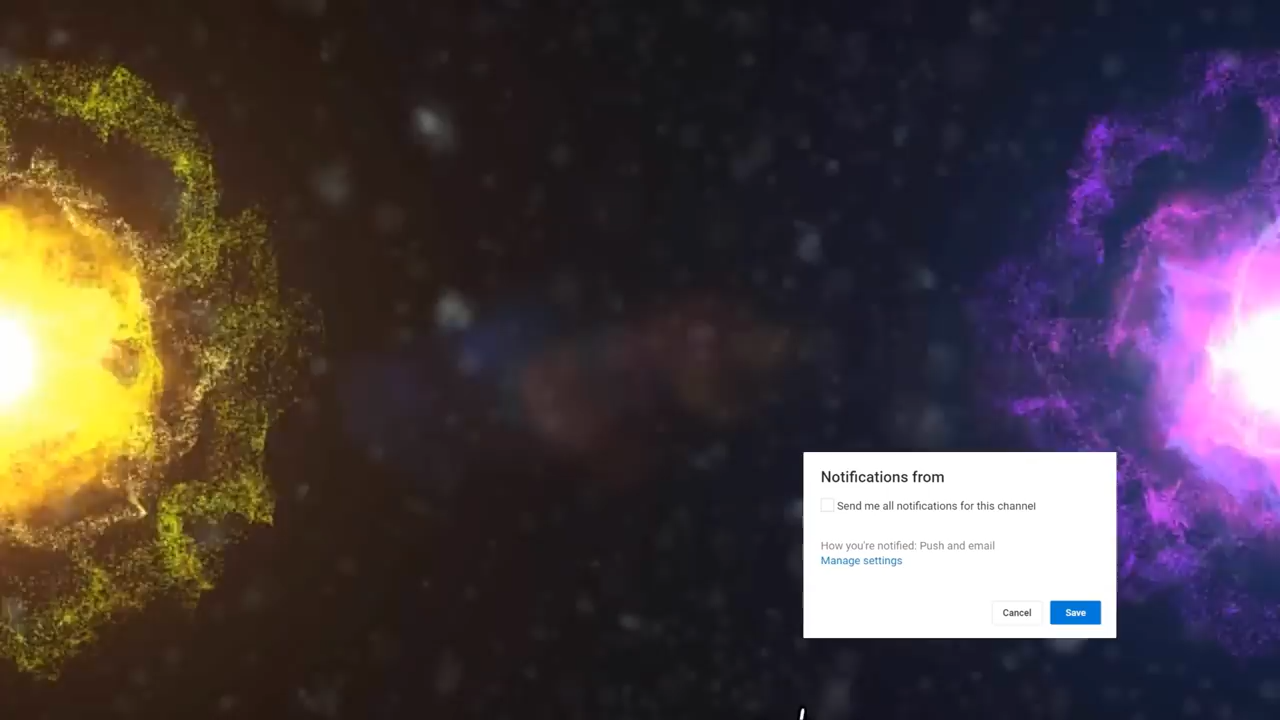 Notifications from
Send me all notifications for this channel
How you're notified: Push and email
Manage settings
Cancel
Save